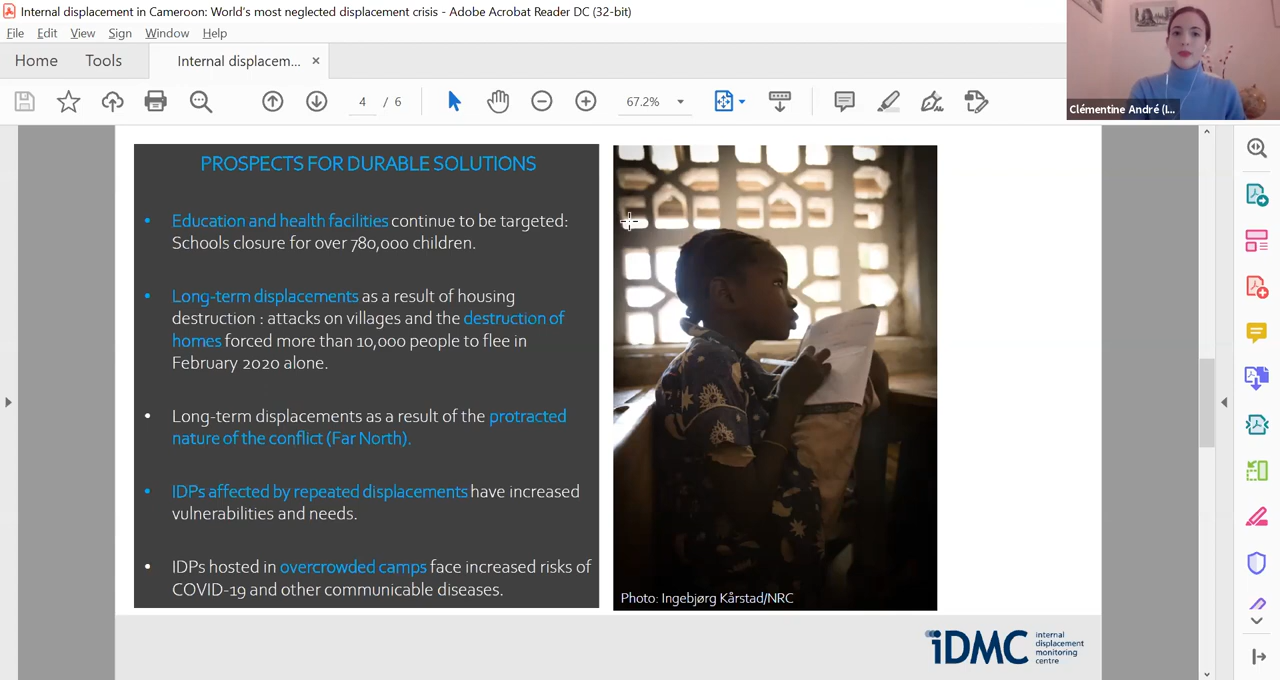 Internal displacement in Cameroon: World's most neglected displacement crisis - Adobe Acrobat Reader DC (32-bit)
File Edit View Sign Window Help
Home Tools Internal displacem... ×
4 / 6 67.2%
Clémentine André (I...
PROSPECTS FOR DURABLE SOLUTIONS
• Education and health facilities continue to be targeted:
Schools closure for over 780,000 children.
• Long-term displacements as a result of housing
destruction : attacks on villages and the destruction of
homes forced more than 10,000 people to flee in
February 2020 alone.
• Long-term displacements as a result of the protracted
nature of the conflict (Far North).
• IDPs affected by repeated displacements have increased
vulnerabilities and needs.
• IDPs hosted in overcrowded camps face increased risks of
COVID-19 and other communicable diseases.
Photo: Ingebjørg Kårstad/NRC
iDMC
internal
displacement
monitoring
centre